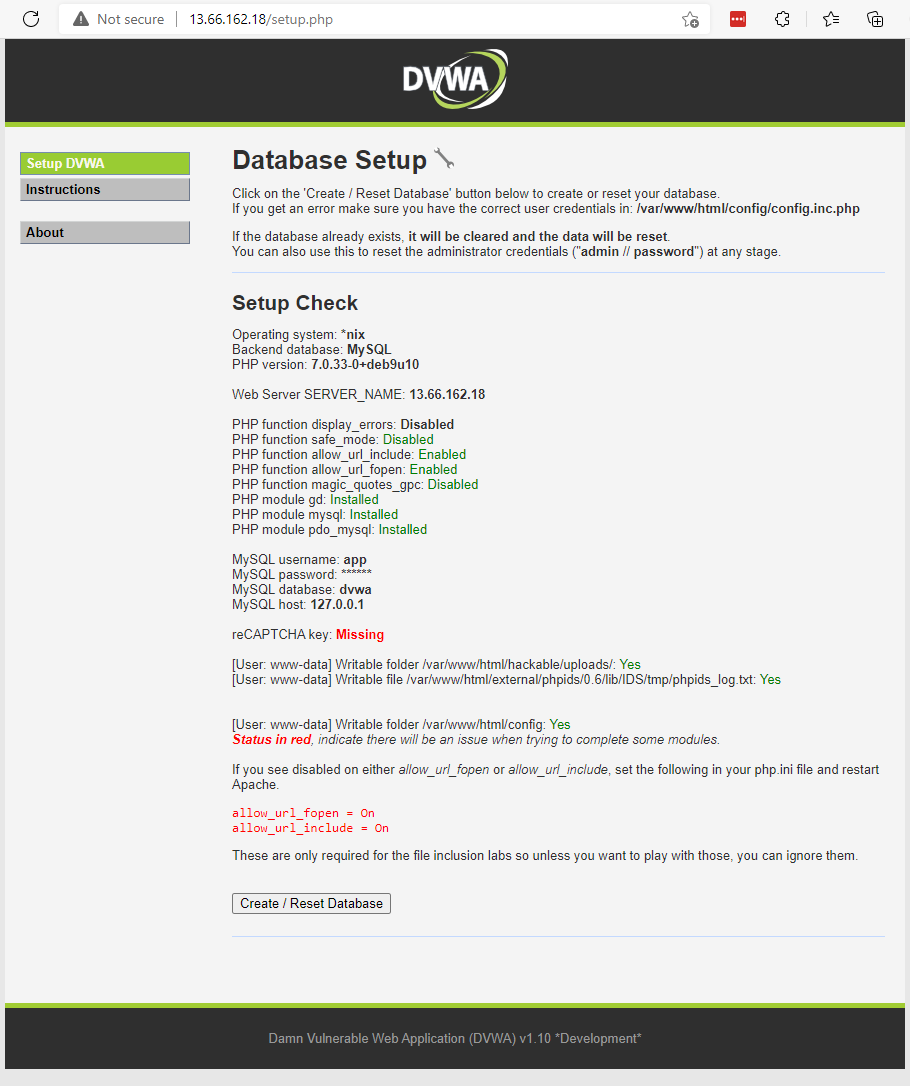 Not secure
13.66.162.18/setup.php
DVWA
Setup DVWA
Instructions
About
Database Setup
Click on the 'Create / Reset Database' button below to create or reset your database.
If you get an error make sure you have the correct user credentials in: /var/www/html/config/config.inc.php
If the database already exists, it will be cleared and the data will be reset.
You can also use this to reset the administrator credentials ("admin // password") at any stage.
Setup Check
Operating system: *nix
Backend database: MySQL
PHP version: 7.0.33-0+deb9u10
Web Server SERVER_NAME: 13.66.162.18
PHP function display_errors: Disabled
PHP function safe_mode: Disabled
PHP function allow_url_include: Enabled
PHP function allow_url_fopen: Enabled
PHP function magic_quotes_gpc: Disabled
PHP module gd: Installed
PHP module mysql: Installed
PHP module pdo_mysql: Installed
MySQL username: app
MySQL password: ******
MySQL database: dvwa
MySQL host: 127.0.0.1
reCAPTCHA key: Missing
[User: www-data] Writable folder /var/www/html/hackable/uploads/: Yes
[User: www-data] Writable file /var/www/html/external/phpids/0.6/lib/IDS/tmp/phpids_log.txt: Yes
[User: www-data] Writable folder /var/www/html/config: Yes
Status in red, indicate there will be an issue when trying to complete some modules.
If you see disabled on either allow_url_fopen or allow_url_include, set the following in your php.ini file and restart
Apache.
allow_url_fopen = On
allow_url_include = On
These are only required for the file inclusion labs so unless you want to play with those, you can ignore them.
Create / Reset Database
Damn Vulnerable Web Application (DVWA) v1.10 *Development*